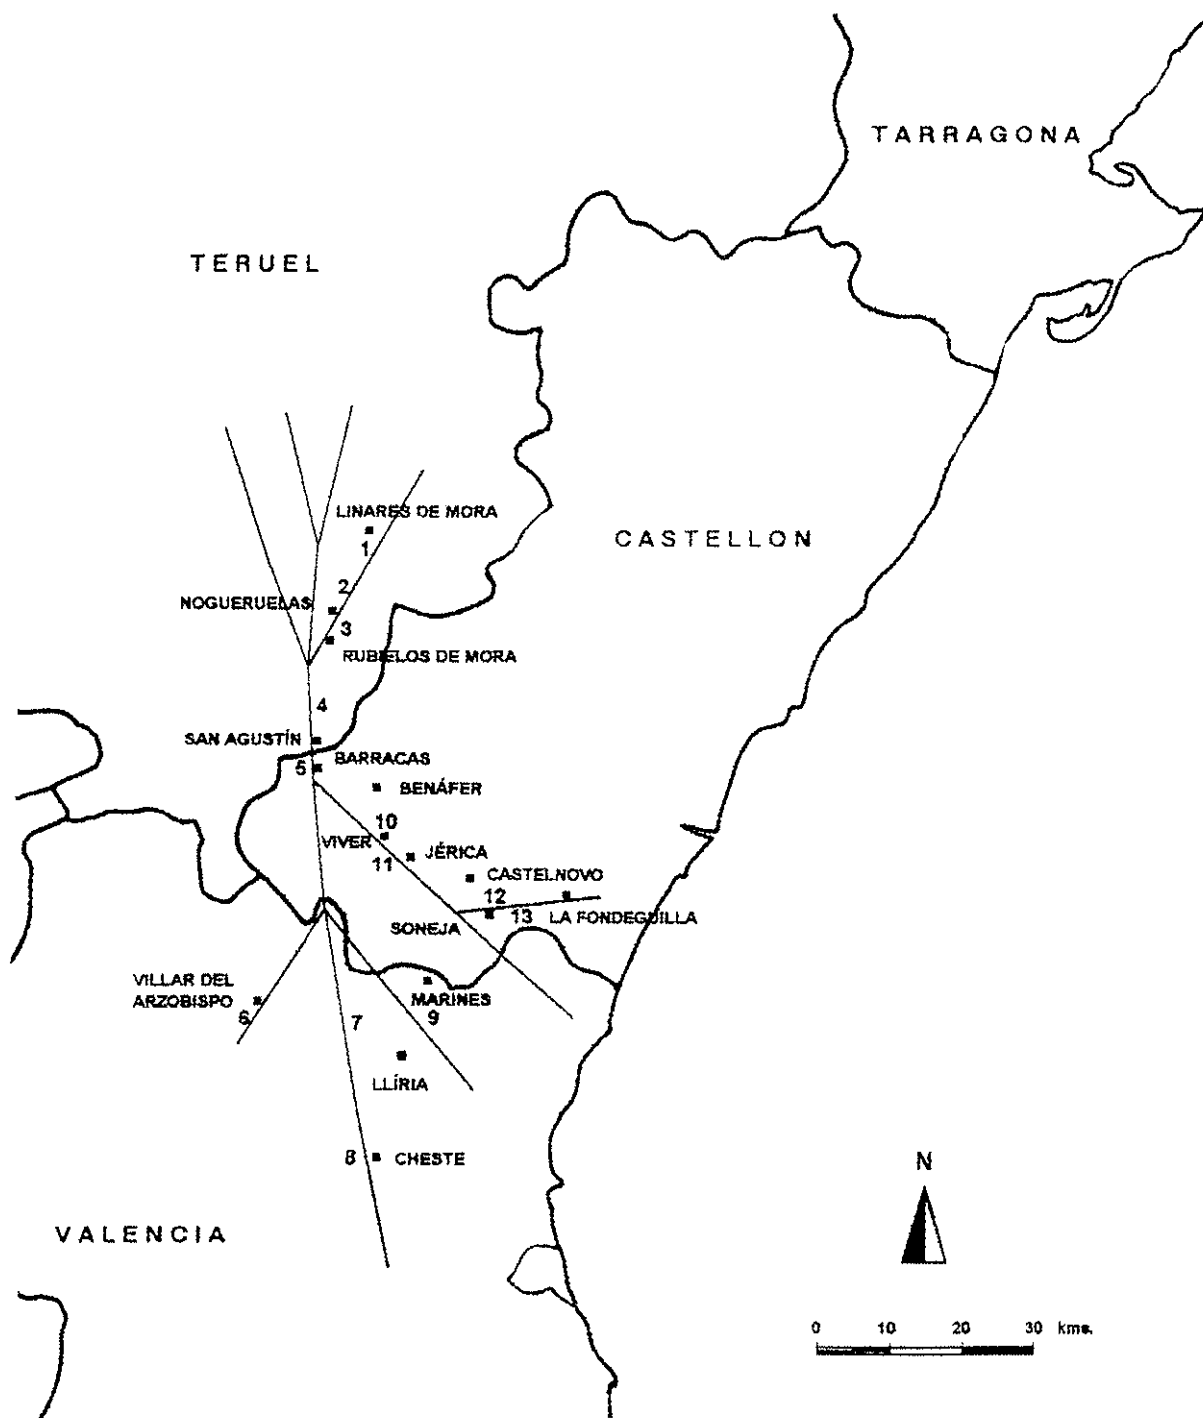 TARRAGONA
TERUEL
LINARES DE MORA
1
CASTELLON
2
NOGUERUELAS
3
RUBIELOS DE MORA
4
SAN AGUSTÍN
BARRACAS
5
BENÁFER
10
VIVER
JÉRICA
11
CASTELNOVO
12
13
LA FONDEGUILLA
SONEJA
VILLAR DEL
ARZOBISPO
MARINES
6
7
9
LLÍRIA
8
CHESTE
N
VALENCIA
0 10 20 30 kms.